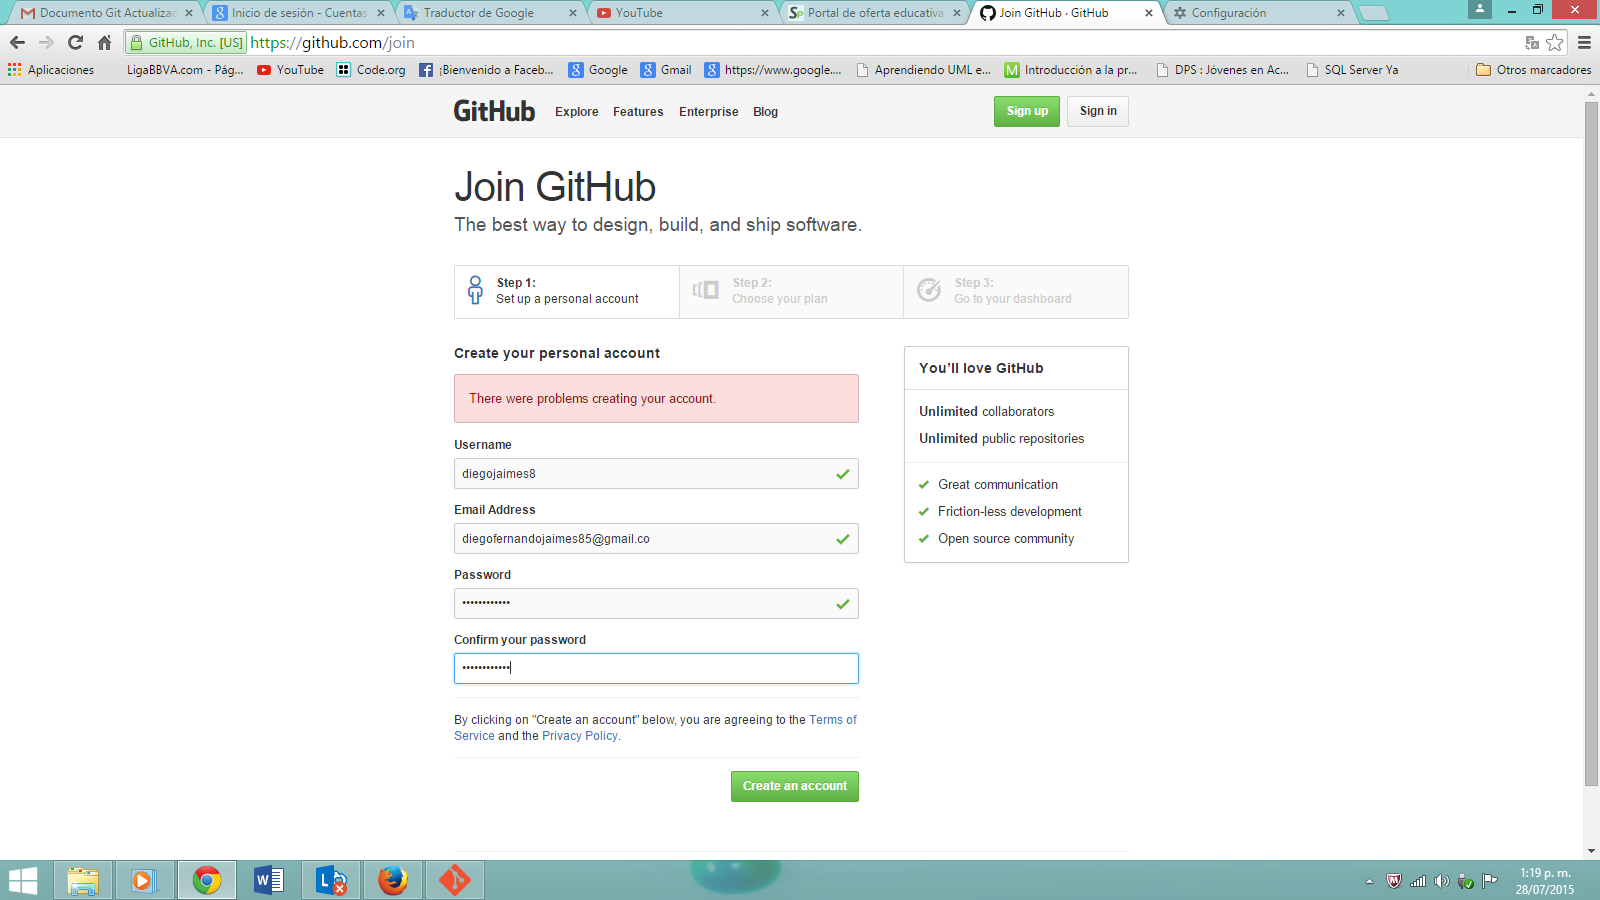 Documento Git Actualizac
Inicio de sesión - Cuentas
Traductor de Google
YouTube
Portal de oferta educativa
Join GitHub · GitHub
Configuración
GitHub, Inc. [US]
https://github.com/join
Aplicaciones
LigaBBVA.com - Pág...
YouTube
Code.org
¡Bienvenido a Faceb...
Google
Gmail
https://www.google....
Aprendiendo UML e...
Introducción a la pr...
DPS : Jóvenes en Ac...
SQL Server Ya
Otros marcadores
GitHub
Explore
Features
Enterprise
Blog
Sign up
Sign in
Join GitHub
The best way to design, build, and ship software.
Step 1:
Set up a personal account
Step 2:
Choose your plan
Step 3:
Go to your dashboard
Create your personal account
There were problems creating your account.
Username
diegojaimes8
Email Address
diegofernandojaimes85@gmail.co
Password
••••••••••••
Confirm your password
••••••••••••
By clicking on "Create an account" below, you are agreeing to the Terms of
Service and the Privacy Policy.
Create an account
You’ll love GitHub
Unlimited collaborators
Unlimited public repositories
Great communication
Friction-less development
Open source community
1:19 p. m.
28/07/2015